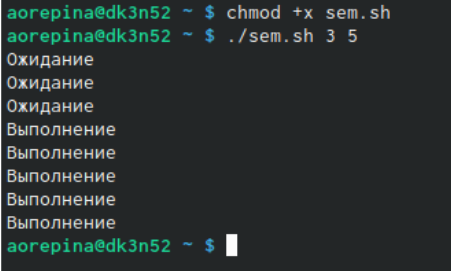 aorepina@dk3n52 ~ $ chmod +x sem.sh
aorepina@dk3n52 ~ $ ./sem.sh 3 5
Ожидание
Ожидание
Ожидание
Выполнение
Выполнение
Выполнение
Выполнение
Выполнение
aorepina@dk3n52 ~ $